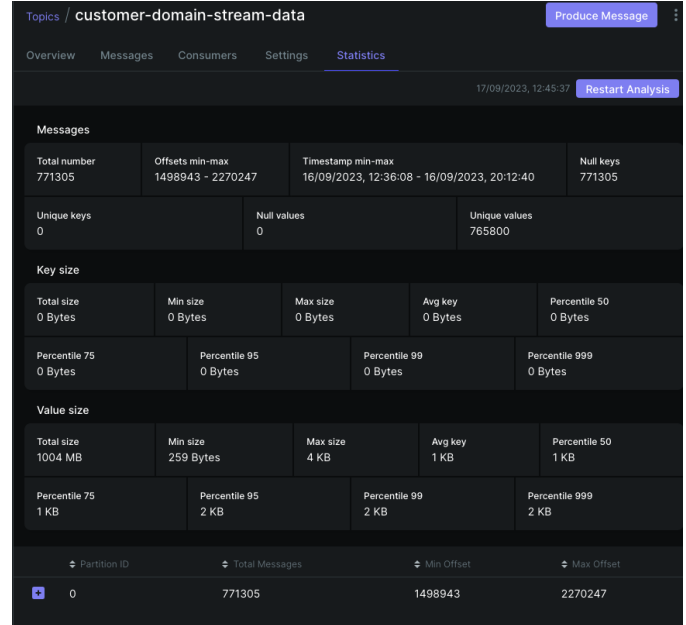 Topics / customer-domain-stream-data Produce Message
Overview Messages Consumers Settings Statistics
17/09/2023, 12:45:37 Restart Analysis
Messages
Total number Offsets min-max Timestamp min-max Null keys
771305 1498943 - 2270247 16/09/2023, 12:36:08 - 16/09/2023, 20:12:40 771305
Unique keys Null values Unique values
0 0 765800
Key size
Total size Min size Max size Avg key Percentile 50
0 Bytes 0 Bytes 0 Bytes 0 Bytes 0 Bytes
Percentile 75 Percentile 95 Percentile 99 Percentile 999
0 Bytes 0 Bytes 0 Bytes 0 Bytes
Value size
Total size Min size Max size Avg key Percentile 50
1004 MB 259 Bytes 4 KB 1 KB 1 KB
Percentile 75 Percentile 95 Percentile 99 Percentile 999
1 KB 2 KB 2 KB 2 KB
Partition ID Total Messages Min Offset Max Offset
0 771305 1498943 2270247